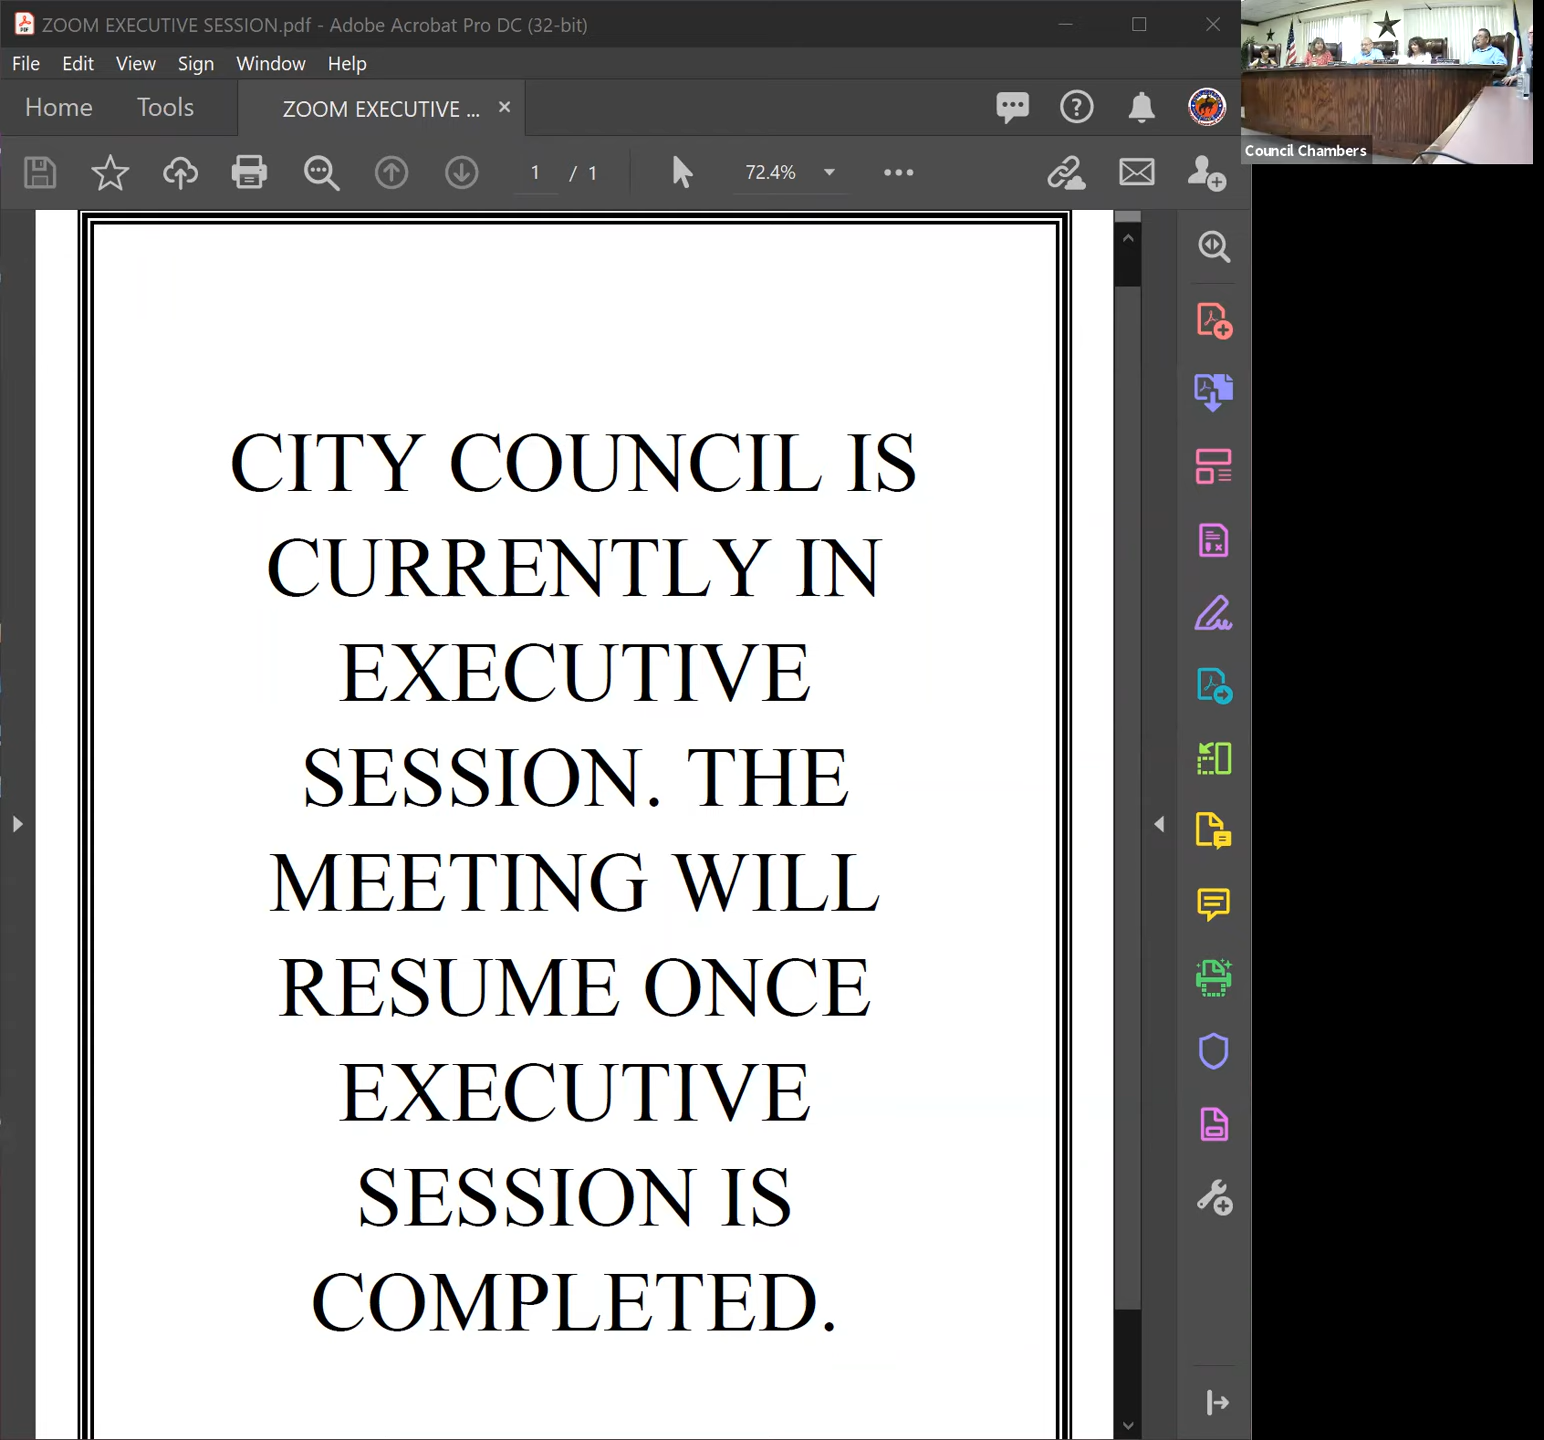 ZOOM EXECUTIVE SESSION.pdf - Adobe Acrobat Pro DC (32-bit)
File Edit View Sign Window Help
Home Tools ZOOM EXECUTIVE ...
1 / 1 72.4%
Council Chambers
CITY COUNCIL IS
CURRENTLY IN
EXECUTIVE
SESSION. THE
MEETING WILL
RESUME ONCE
EXECUTIVE
SESSION IS
COMPLETED.